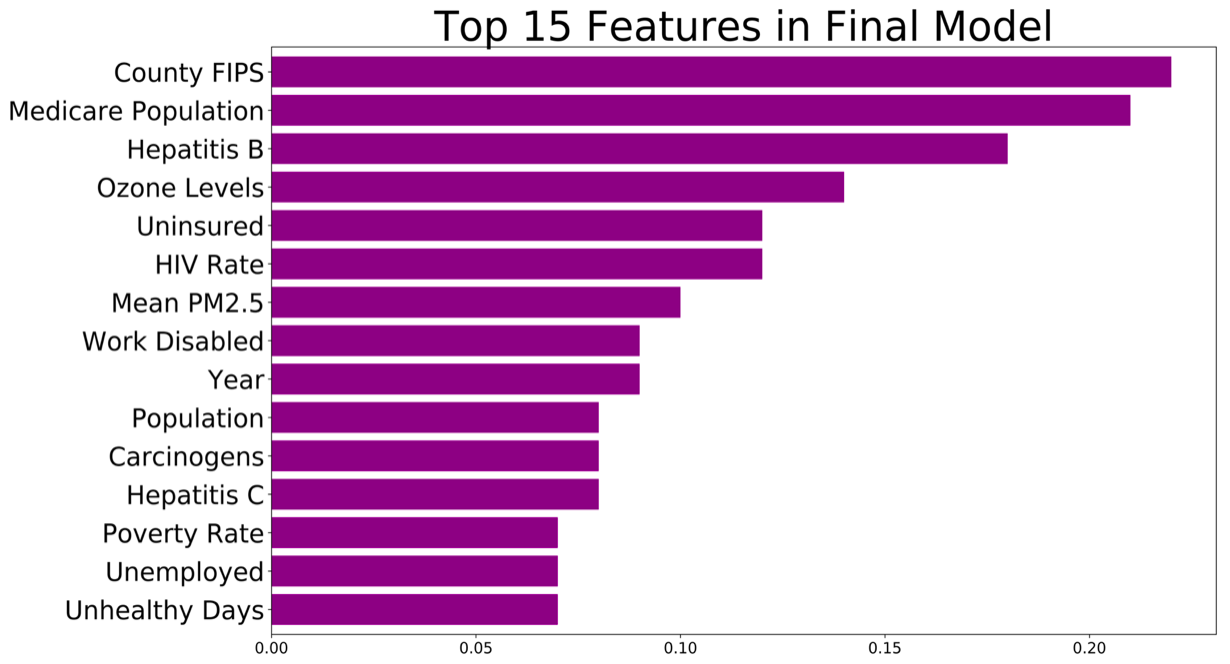 Top 15 Features in Final Model
County FIPS
Medicare Population
Hepatitis B
Ozone Levels
Uninsured
HIV Rate
Mean PM2.5
Work Disabled
Year
Population
Carcinogens
Hepatitis C
Poverty Rate
Unemployed
Unhealthy Days
0.00 0.05 0.10 0.15 0.20